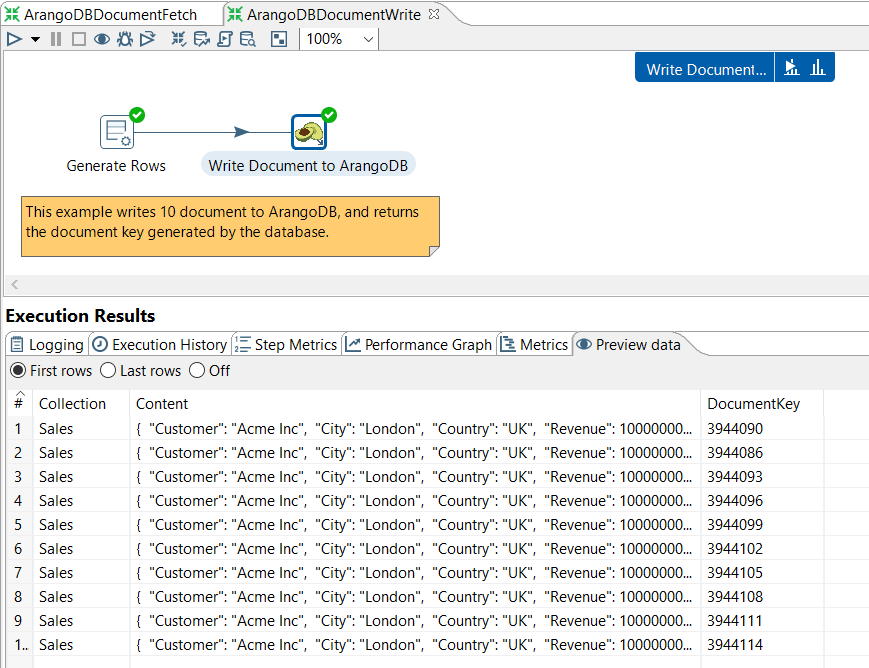 ArangoDBDocumentFetch ArangoDBDocumentWrite
100%
Write Document...
Generate Rows Write Document to ArangoDB
This example writes 10 document to ArangoDB, and returns
the document key generated by the database.
Execution Results
Logging Execution History Step Metrics Performance Graph Metrics Preview data
First rows Last rows Off
# Collection Content DocumentKey
1 Sales { "Customer": "Acme Inc", "City": "London", "Country": "UK", "Revenue": 10000000... 3944090
2 Sales { "Customer": "Acme Inc", "City": "London", "Country": "UK", "Revenue": 10000000... 3944086
3 Sales { "Customer": "Acme Inc", "City": "London", "Country": "UK", "Revenue": 10000000... 3944093
4 Sales { "Customer": "Acme Inc", "City": "London", "Country": "UK", "Revenue": 10000000... 3944096
5 Sales { "Customer": "Acme Inc", "City": "London", "Country": "UK", "Revenue": 10000000... 3944099
6 Sales { "Customer": "Acme Inc", "City": "London", "Country": "UK", "Revenue": 10000000... 3944102
7 Sales { "Customer": "Acme Inc", "City": "London", "Country": "UK", "Revenue": 10000000... 3944105
8 Sales { "Customer": "Acme Inc", "City": "London", "Country": "UK", "Revenue": 10000000... 3944108
9 Sales { "Customer": "Acme Inc", "City": "London", "Country": "UK", "Revenue": 10000000... 3944111
1.. Sales { "Customer": "Acme Inc", "City": "London", "Country": "UK", "Revenue": 10000000... 3944114